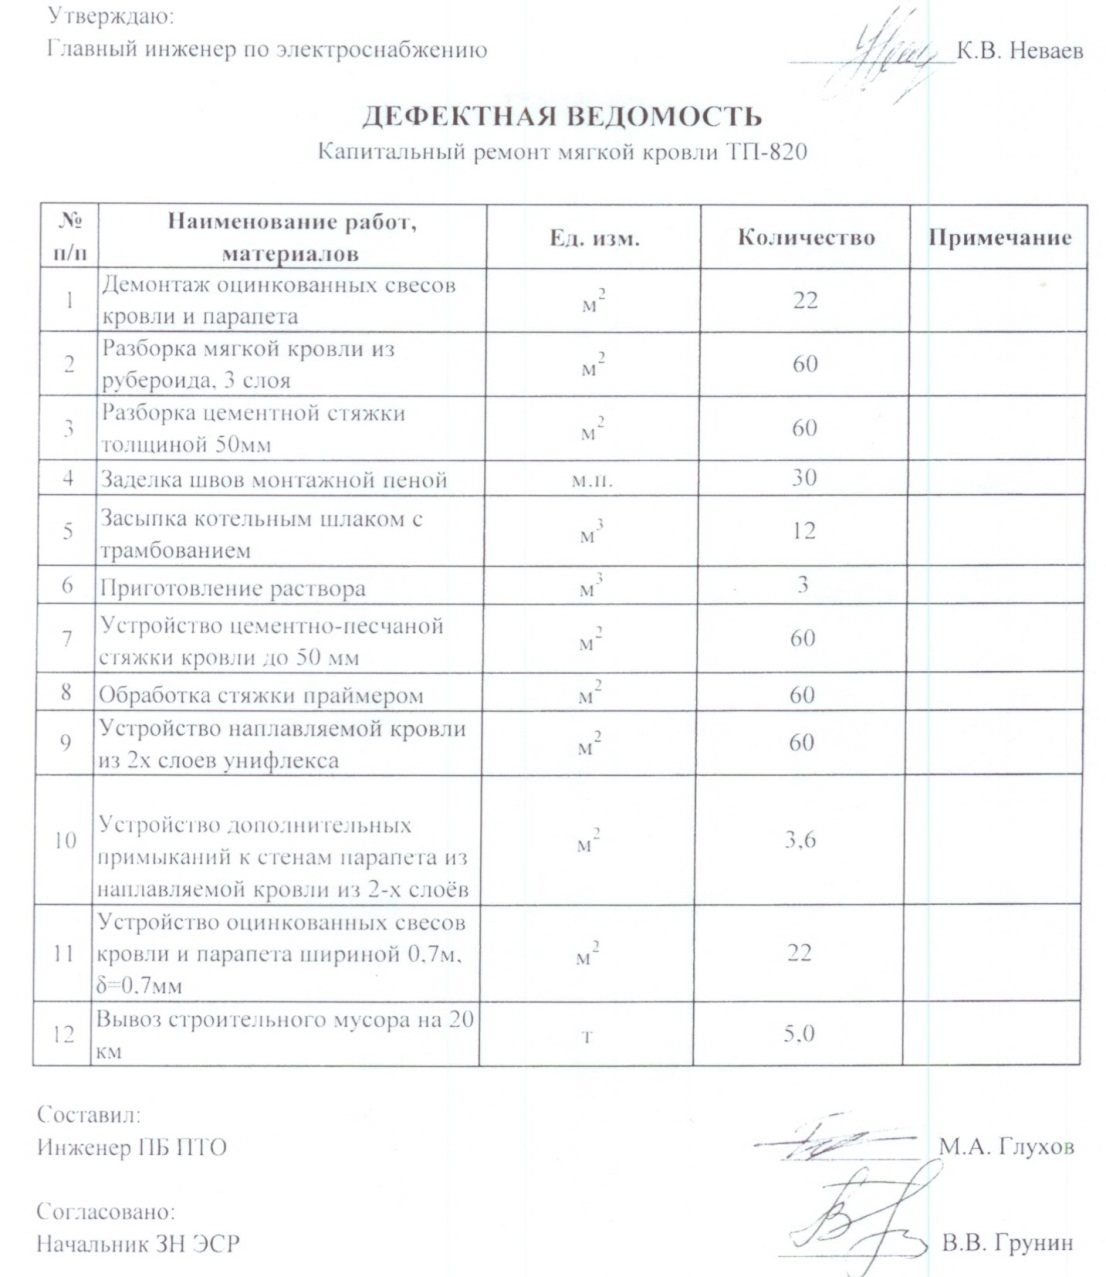 Утверждаю:
Главный инженер по электроснабжению
К.В. Неваев
ДЕФЕКТНАЯ ВЕДОМОСТЬ
Капитальный ремонт мягкой кровли ТП-820
№ п/п
Наименование работ, материалов
Ед. изм.
Количество
Примечание
1
Демонтаж оцинкованных свесов
кровли и парапета
м²
22
2
Разборка мягкой кровли из
рубероида, 3 слоя
м²
60
3
Разборка цементной стяжки
толщиной 50мм
м²
60
4
Заделка швов монтажной пеной
м.п.
30
5
Засыпка котельным шлаком с
трамбованием
м³
12
6
Приготовление раствора
м³
3
7
Устройство цементно-песчаной
стяжки кровли до 50 мм
м²
60
8
Обработка стяжки праймером
м²
60
9
Устройство наплавляемой кровли
из 2х слоев унифлекса
м²
60
10
Устройство дополнительных
примыканий к стенам парапета из
наплавляемой кровли из 2-х слоёв
м²
3,6
11
Устройство оцинкованных свесов
кровли и парапета шириной 0,7м,
δ=0,7мм
м²
22
12
Вывоз строительного мусора на 20
км
т
5,0
Составил:
Инженер ПБ ПТО
М.А. Глухов
Согласовано:
Начальник ЗН ЭСР
В.В. Грунин